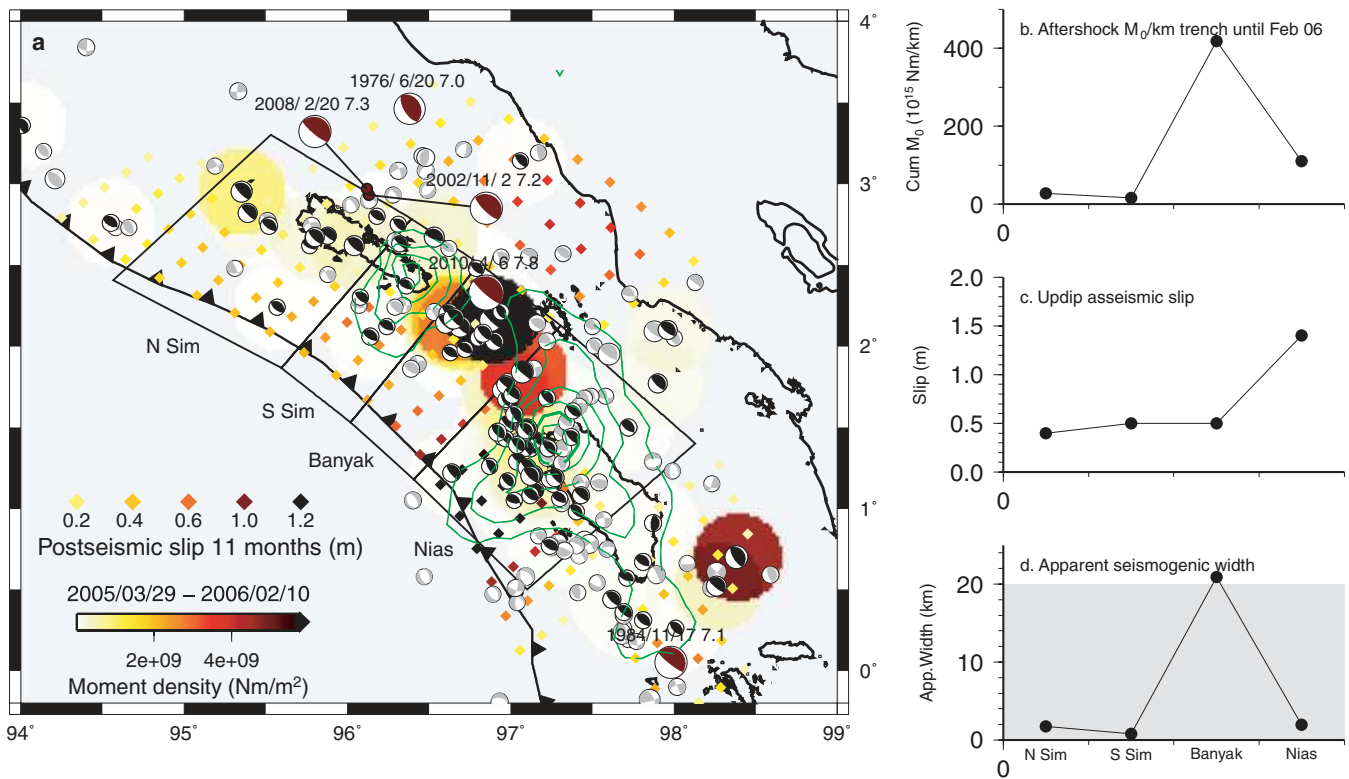 a
1976/ 6/20 7.0
2008/ 2/20 7.3
2002/11/ 2 7.2
2010/ 4/ 6 7.8
1984/11/17 7.1
N Sim
S Sim
Banyak
Nias
0.2 0.4 0.6 1.0 1.2
Postseismic slip 11 months (m)
2005/03/29 – 2006/02/10
2e+09 4e+09
Moment density (Nm/m²)
94˚ 95˚ 96˚ 97˚ 98˚ 99˚
4˚
3˚
2˚
1˚
0˚
b. Aftershock M₀/km trench until Feb 06
Cum M₀ (10¹⁵ Nm/km)
400
200
0
0
c. Updip asseismic slip
Slip (m)
2.0
1.5
1.0
0.5
0.0
0
d. Apparent seismogenic width
App.Width (km)
20
10
0
N Sim S Sim Banyak Nias
0